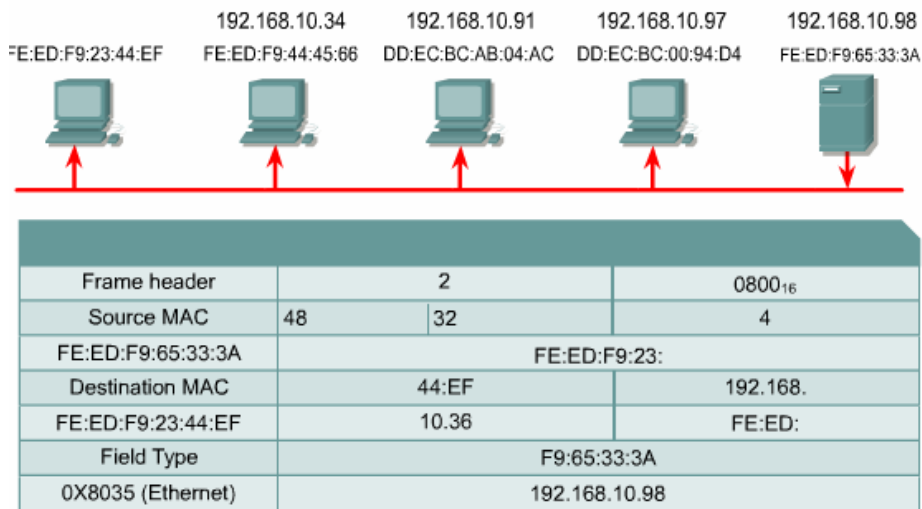 192.168.10.34 192.168.10.91 192.168.10.97 192.168.10.98
FE:ED:F9:23:44:EF FE:ED:F9:44:45:66 DD:EC:BC:AB:04:AC DD:EC:BC:00:94:D4 FE:ED:F9:65:33:3A
Frame header 2 0800₁₆
Source MAC 48 32 4
FE:ED:F9:65:33:3A FE:ED:F9:23:
Destination MAC 44:EF 192.168.
FE:ED:F9:23:44:EF 10.36 FE:ED:
Field Type F9:65:33:3A
0X8035 (Ethernet) 192.168.10.98